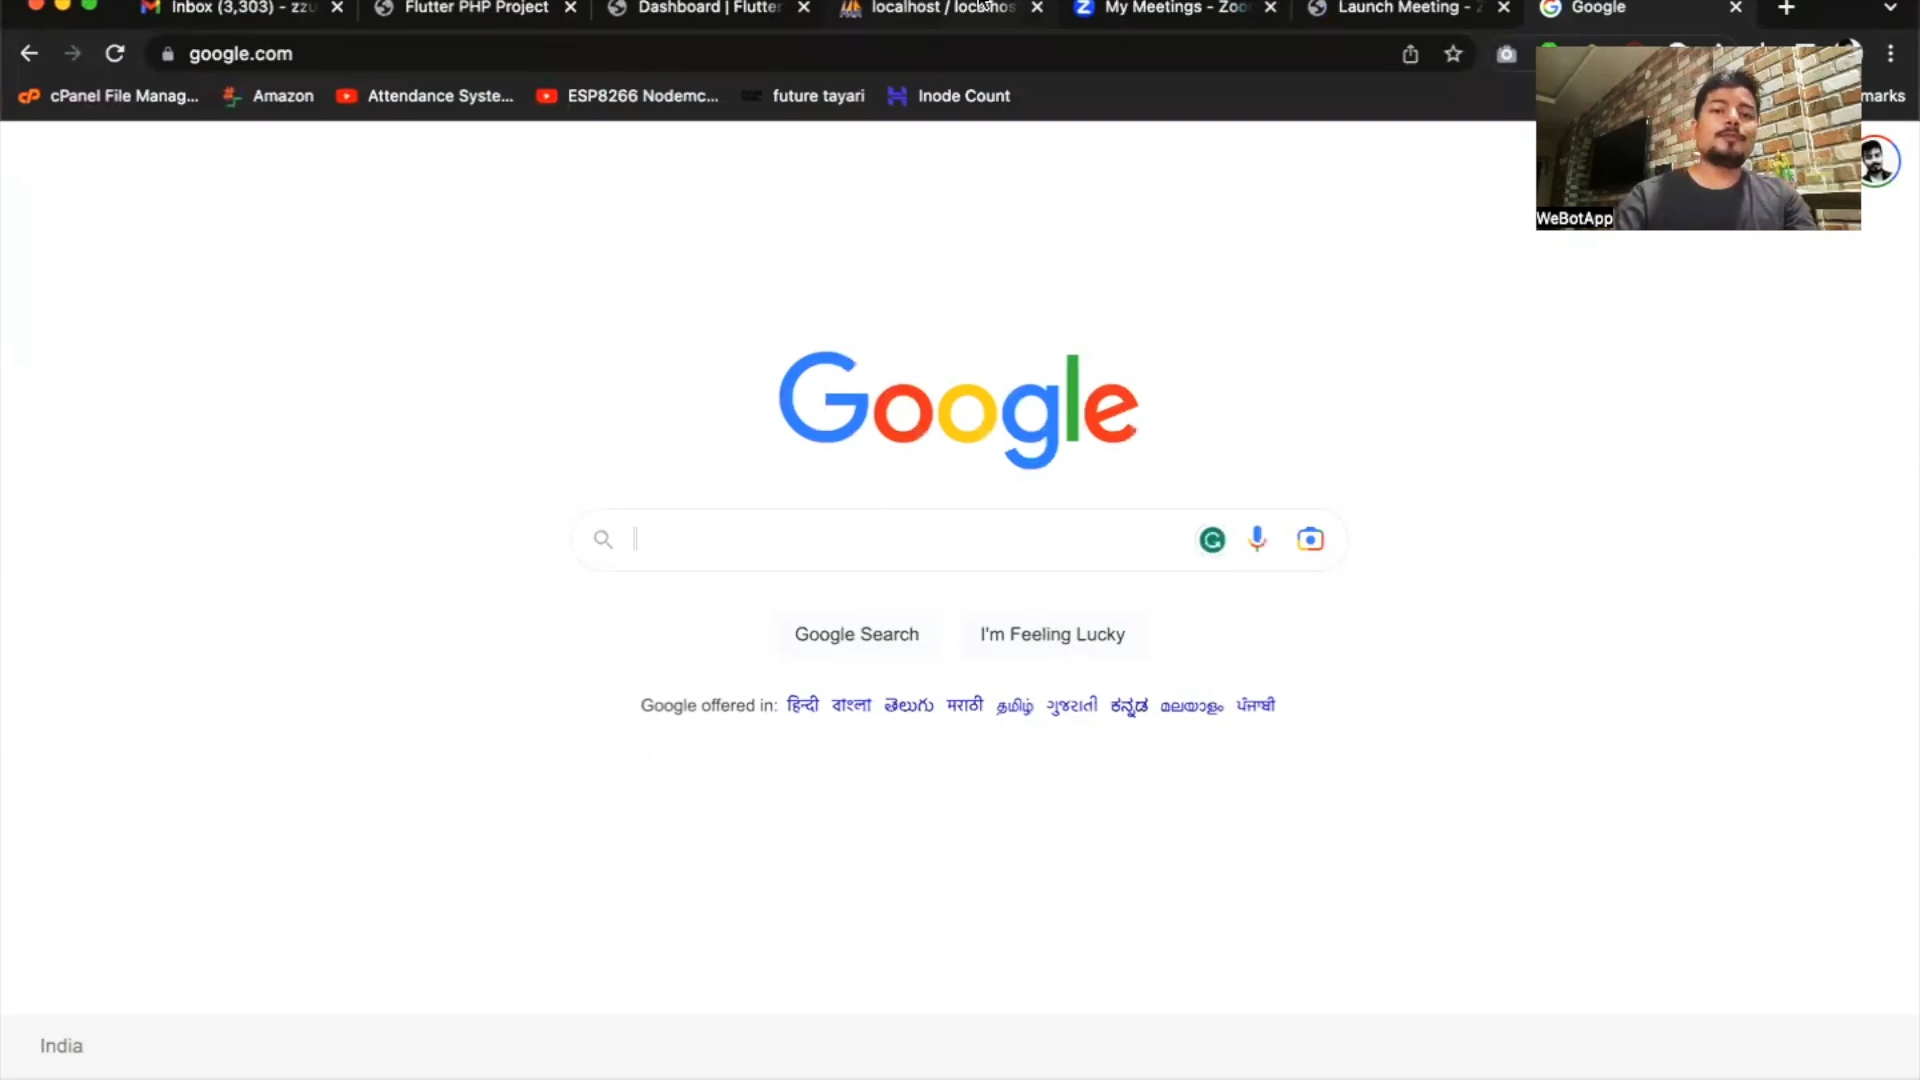 Inbox (3,303) - zzu
Flutter PHP Project
Dashboard | Flutter
localhost / localhos
My Meetings - Zoo
Launch Meeting - Z
Google
google.com
cPanel File Manag...
Amazon
Attendance Syste...
ESP8266 Nodemc...
future tayari
Inode Count
marks
WeBotApp
Google
Google Search
I'm Feeling Lucky
Google offered in: हिन्दी বাংলা తెలుగు मराठी தமிழ் ગુજરાતી ಕನ್ನಡ മലയാളം ਪੰਜਾਬੀ
India